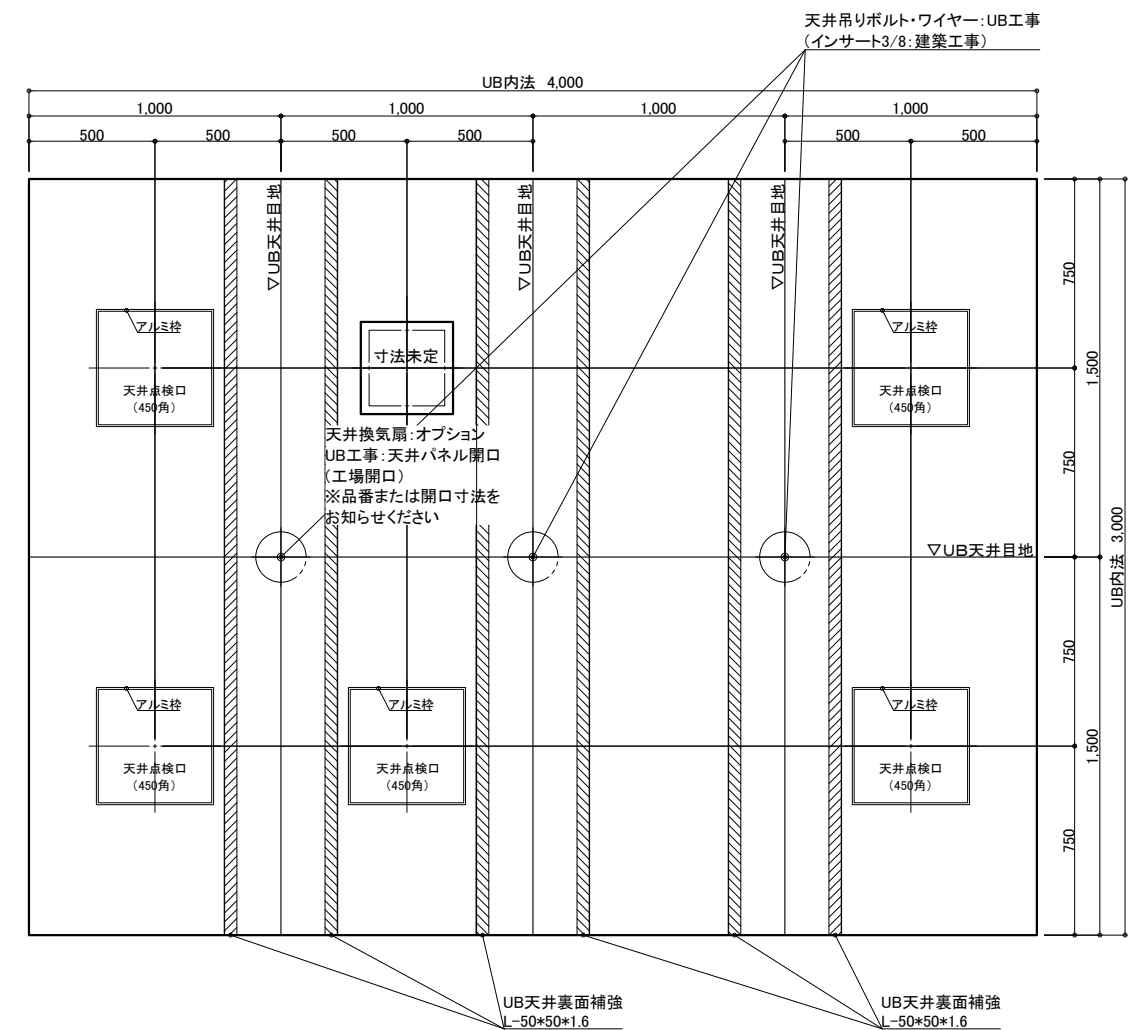 天井吊りボルト・ワイヤー:UB工事
(インサート3/8:建築工事)
UB内法 4,000
1,000
1,000
1,000
1,000
500
500
500
500
500
500
▽UB天井目地
▽UB天井目地
▽UB天井目地
750
1,500
アルミ枠
天井点検口
(450角)
寸法未定
アルミ枠
天井点検口
(450角)
天井換気扇:オプション
UB工事:天井パネル開口
(工場開口)
※品番または開口寸法を
お知らせください
750
UB内法 3,000
▽UB天井目地
750
1,500
アルミ枠
天井点検口
(450角)
アルミ枠
天井点検口
(450角)
アルミ枠
天井点検口
(450角)
750
UB天井裏面補強
L-50*50*1.6
UB天井裏面補強
L-50*50*1.6